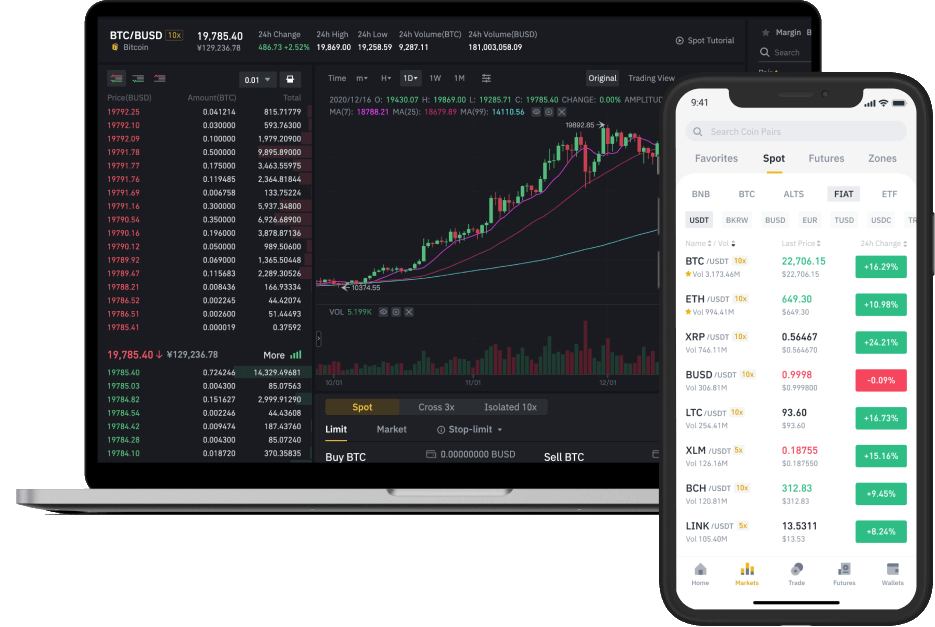 BTC/BUSD 10x 19,785.40 24h Change 24h High 24h Low 24h Volume(BTC) 24h Volume(BUSD)
Bitcoin ¥129,236.78 486.73 +2.52% 19,869.00 19,258.59 9,287.11 181,003,058.09
Spot Tutorial
Margin
Search
0.01
Price(BUSD) Amount(BTC) Total
19792.25 0.041214 815.71779
19792.10 0.030000 593.76300
19792.09 0.100000 1,979.20900
19791.78 0.500000 9,895.89000
19791.77 0.175000 3,463.55975
19791.76 0.119485 2,364.81844
19791.69 0.006758 133.75224
19791.16 0.300000 5,937.34800
19790.54 0.350000 6,926.68900
19790.16 0.196000 3,878.87136
19790.12 0.050000 989.50600
19789.92 0.069000 1,365.50448
19789.47 0.115683 2,289.30526
19788.21 0.008436 166.93334
19786.52 0.002245 44.42074
19786.51 0.002600 51.44493
19785.41 0.000019 0.37592
19,785.40↓ ¥129,236.78 More
19785.40 0.724246 14,329.49681
19785.03 0.004300 85.07563
19784.82 0.151627 2,999.91290
19784.54 0.002246 44.43608
19784.42 0.009474 187.43760
19784.28 0.004300 85.07240
19784.10 0.018720 370.35835
Time m H 1D 1W 1M Original Trading View
2020/12/16 O: 19430.07 H: 19869.00 L: 19285.71 C: 19785.40 CHANGE: 0.00% AMPLITUD
MA(7): 18788.21 MA(25): 18679.89 MA(99): 14110.56
19892.85
10374.55
VOL 5.199K
10/01 11/01 12/01
Spot Cross 3x Isolated 10x
Limit Market Stop-limit
Buy BTC 0.00000000 BUSD Sell BTC
9:41
Search Coin Pairs
Favorites Spot Futures Zones
BNB BTC ALTS FIAT ETF
USDT BKRW BUSD EUR TUSD USDC TR
Name / Vol Last Price 24h Change
BTC /USDT 10x 22,706.15 +16.29%
Vol 3,173.46M $22,706.15
ETH /USDT 10x 649.30 +10.98%
Vol 994.41M $649.30
XRP /USDT 10x 0.56467 +24.21%
Vol 746.11M $0.564670
BUSD /USDT 10x 0.9998 -0.09%
Vol 306.81M $0.999800
LTC /USDT 10x 93.60 +16.73%
Vol 254.41M $93.60
XLM /USDT 5x 0.18755 +15.16%
Vol 126.16M $0.187550
BCH /USDT 10x 312.83 +9.45%
Vol 120.81M $312.83
LINK /USDT 5x 13.5311 +8.24%
Vol 105.40M $13.53
Home Markets Trade Futures Wallets